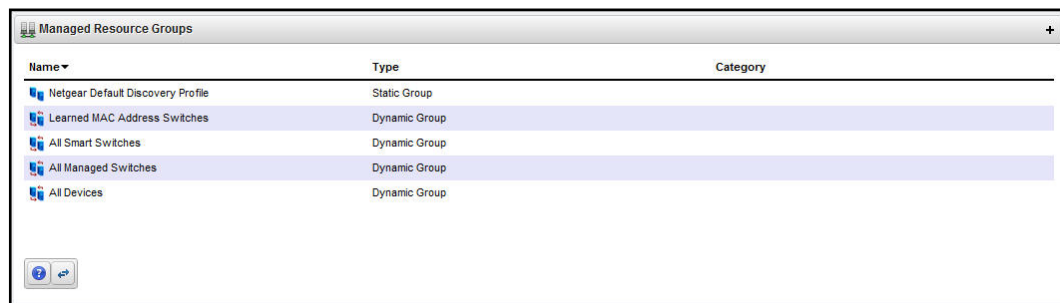 Managed Resource Groups +
Name Type Category
Netgear Default Discovery Profile Static Group
Learned MAC Address Switches Dynamic Group
All Smart Switches Dynamic Group
All Managed Switches Dynamic Group
All Devices Dynamic Group
?